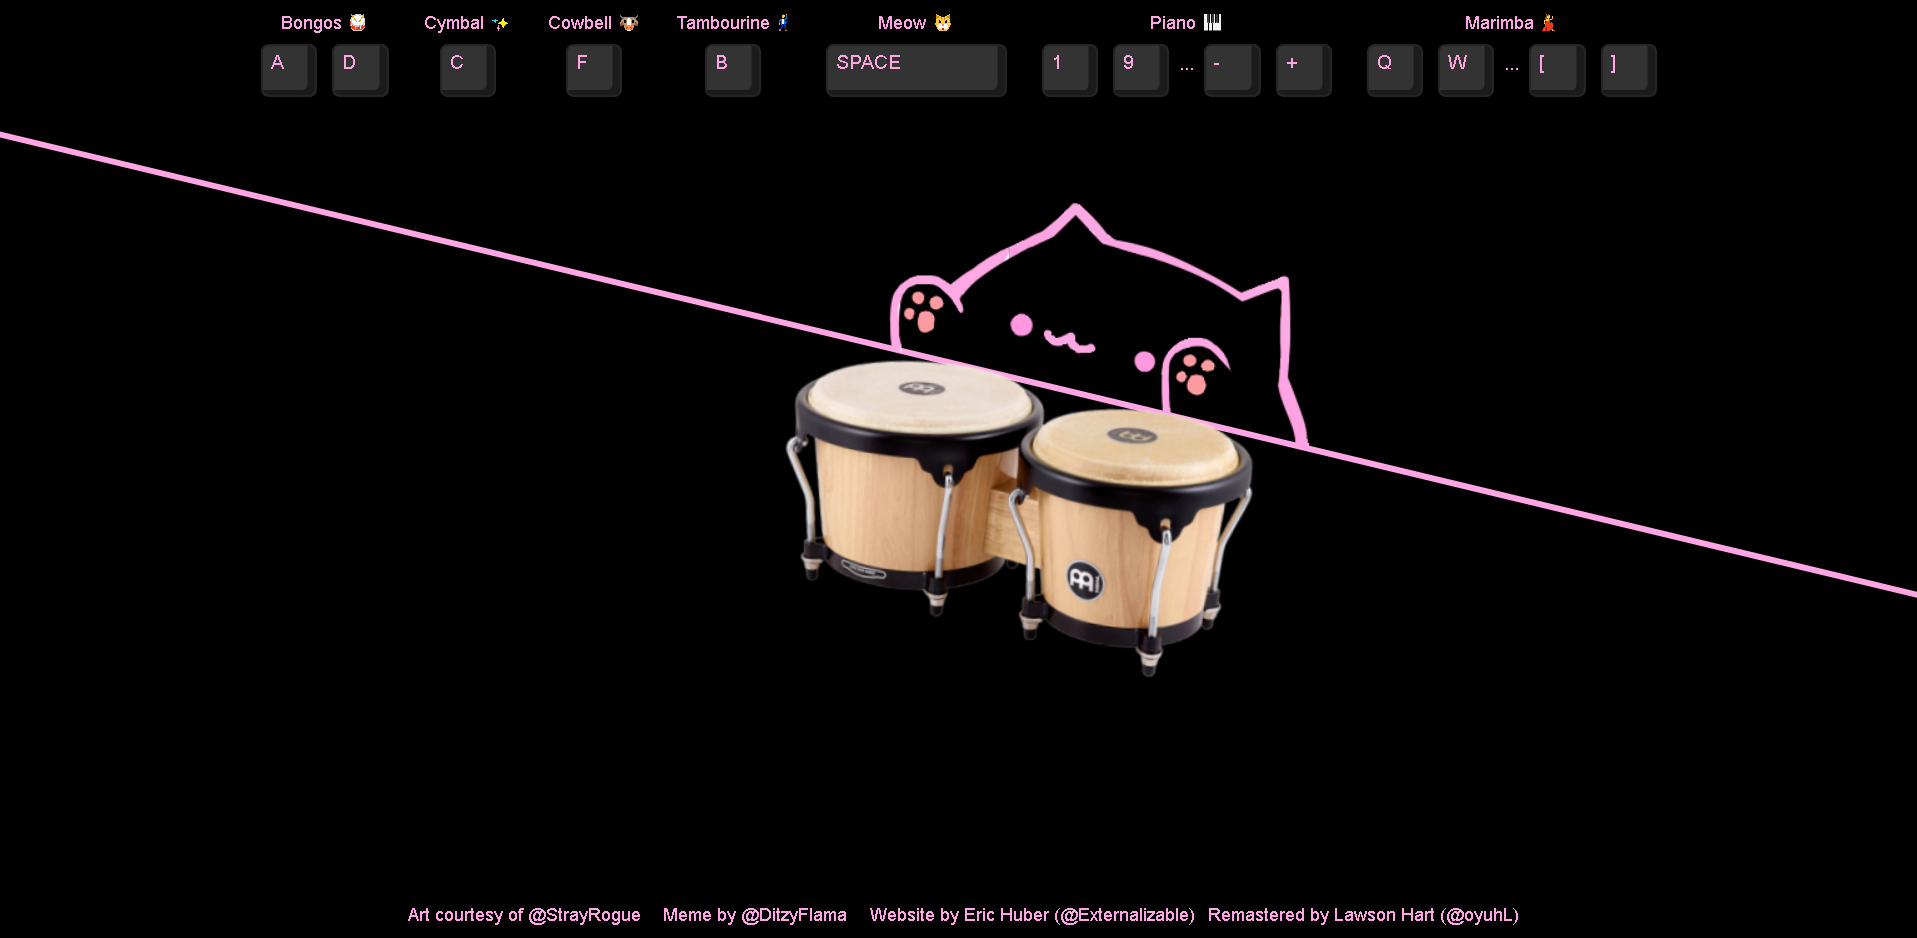 Bongos 🥁 Cymbal ✨ Cowbell 🐮 Tambourine 🕺 Meow 🐱 Piano 🎹 Marimba 💃
A D C F B SPACE 1 9 ... - + Q W ... [ ]
Art courtesy of @StrayRogue Meme by @DitzyFlama Website by Eric Huber (@Externalizable) Remastered by Lawson Hart (@oyuhL)